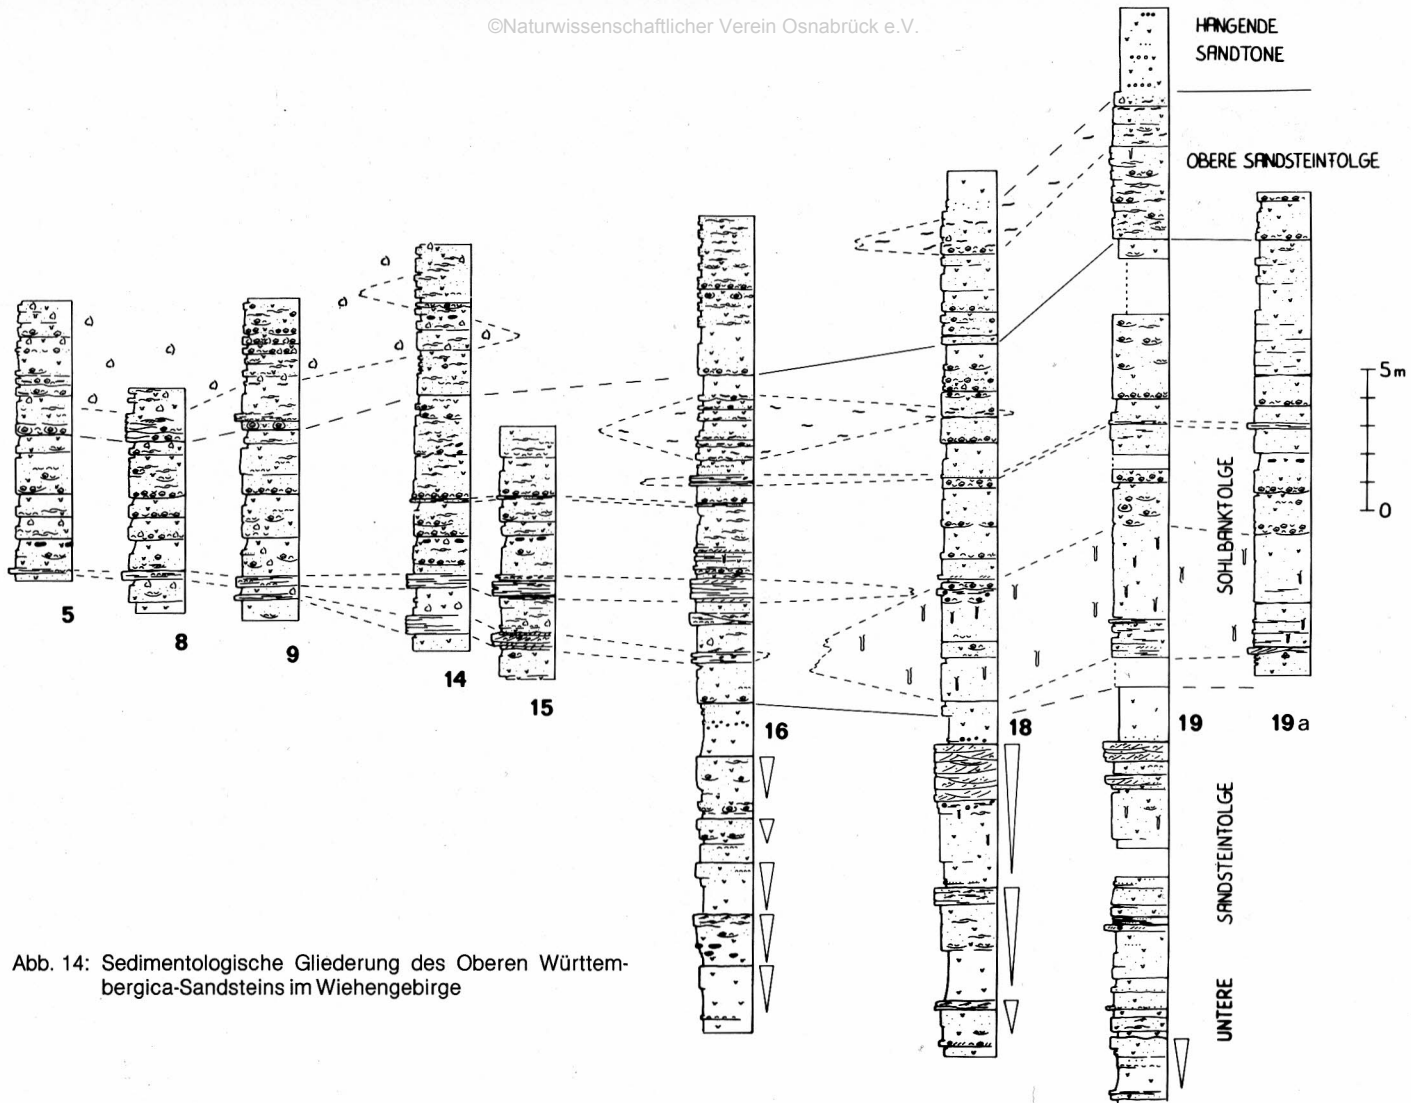 ©Naturwissenschaftlicher Verein Osnabrück e.V.
HANGENDE
SANDTONE
OBERE SANDSTEINFOLGE
5m
0
SOHLBANKFOLGE
5
8
9
14
15
16
18
19
19a
UNTERE SANDSTEINFOLGE
Abb. 14: Sedimentologische Gliederung des Oberen Württem-
bergica-Sandsteins im Wiehengebirge